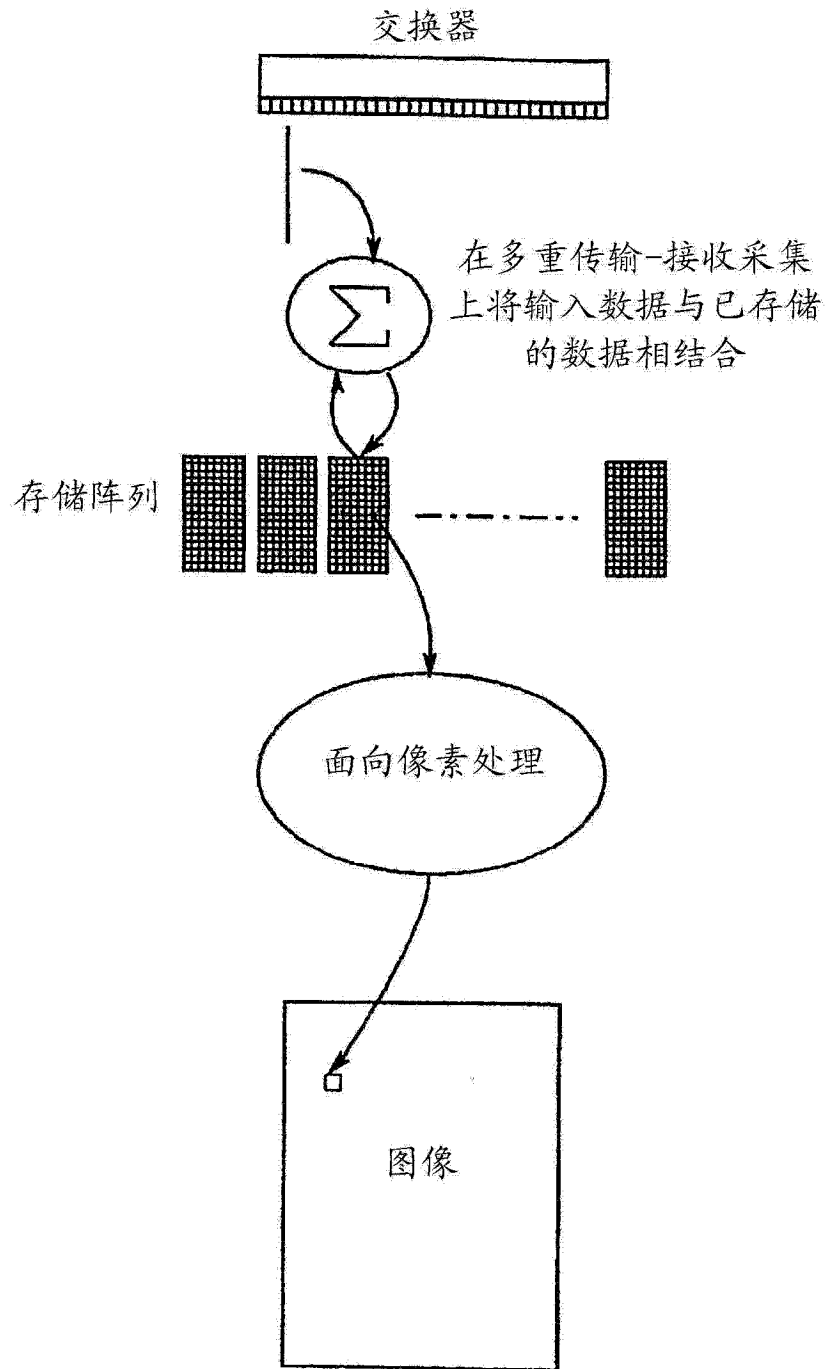 交换器
Σ
在多重传输-接收采集
上将输入数据与已存储
的数据相结合
存储阵列
面向像素处理
图像